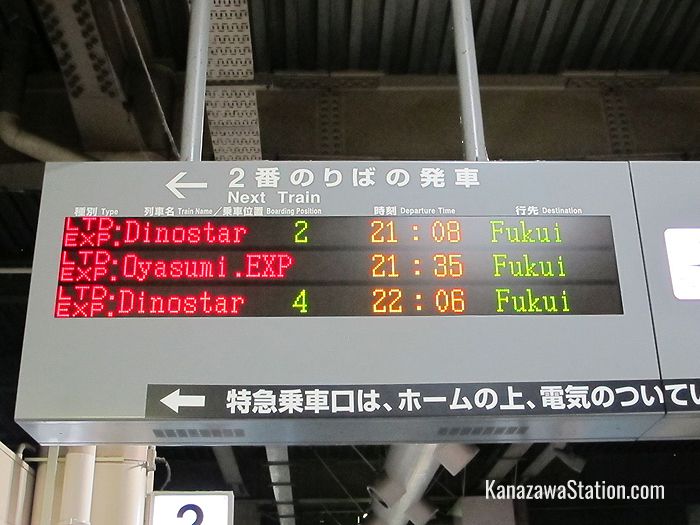 ← 2番のりばの発車
Next Train
種別 Type 列車名 Train Name／乗車位置 Boarding Position 時刻 Departure Time 行先 Destination
LTD EXP. Dinostar 2 21:08 Fukui
LTD EXP. Oyasumi.EXP 21:35 Fukui
LTD EXP. Dinostar 4 22:06 Fukui
← 特急乗車口は、ホームの上、電気のついてい
2
KanazawaStation.com